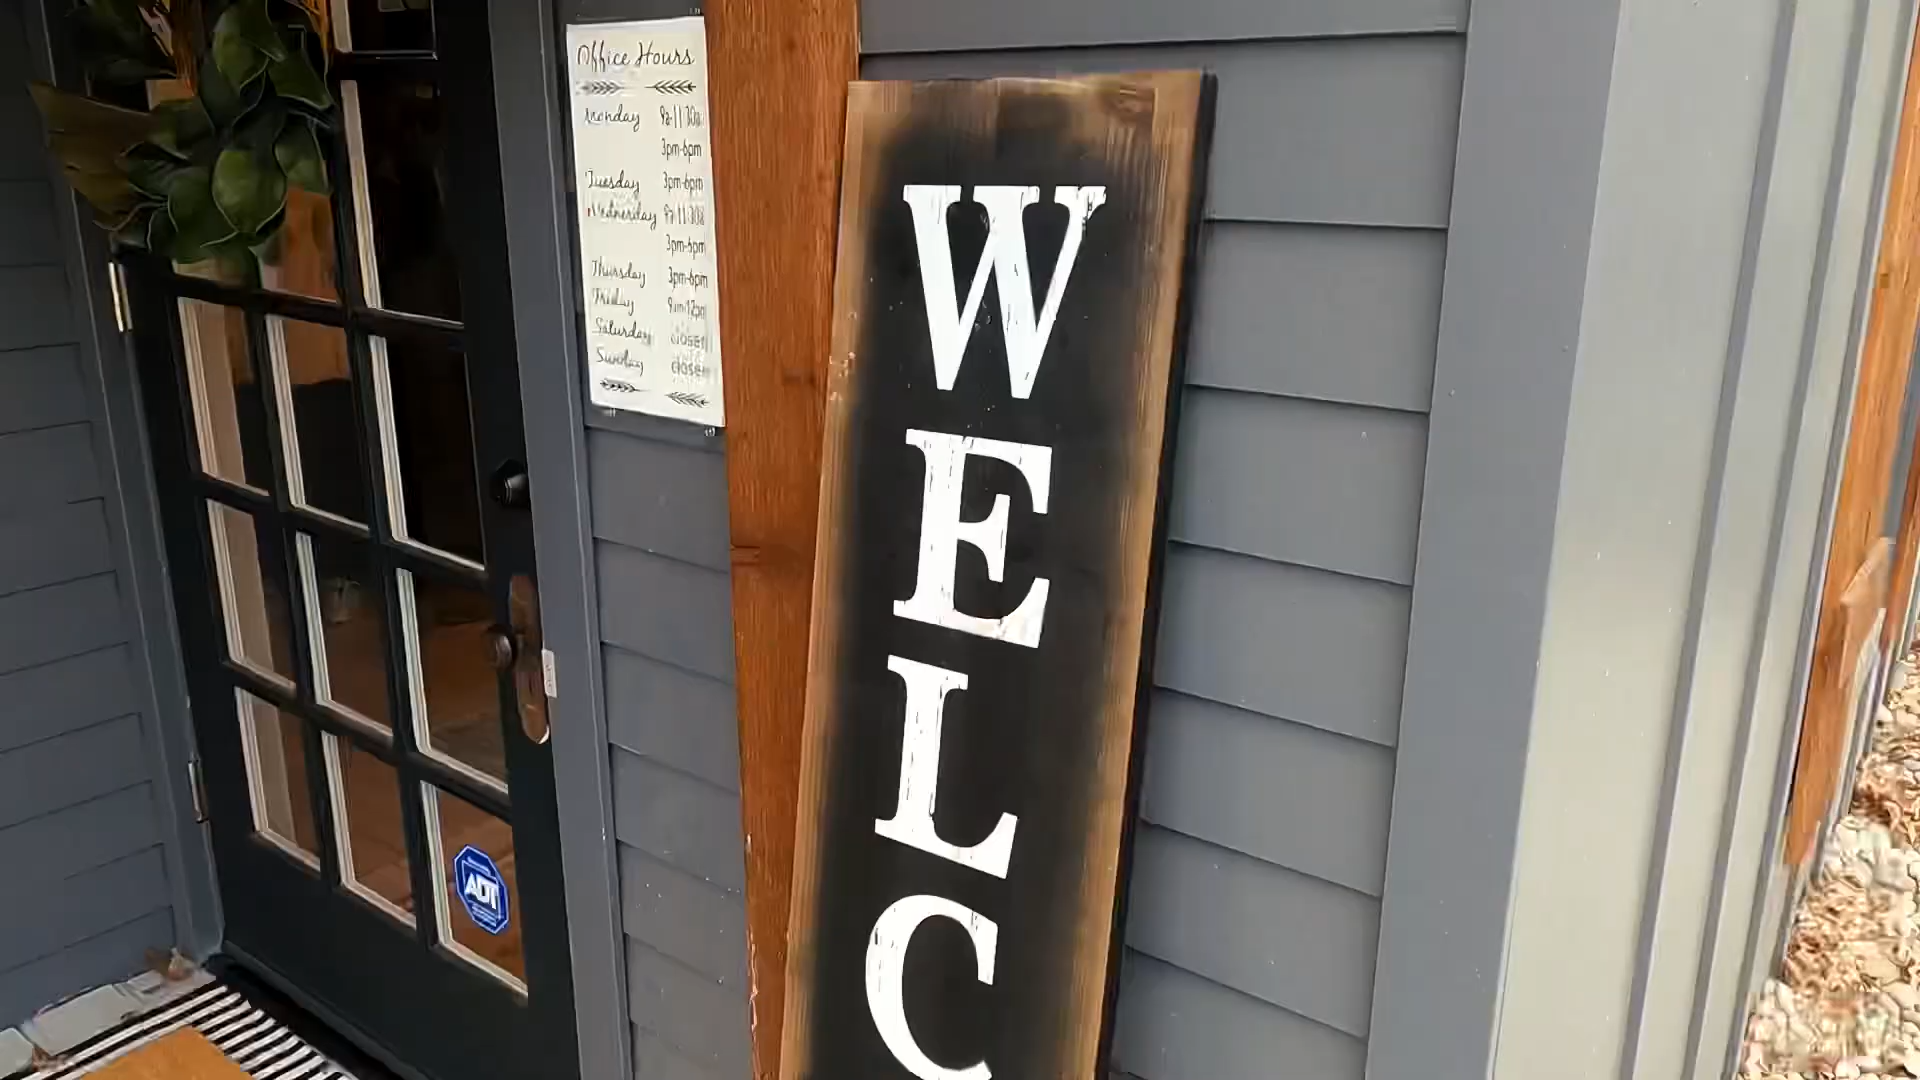 Office Hours
Monday 9a-11:30a
3pm-6pm
Tuesday 3pm-6pm
Wednesday 9a-11:30a
3pm-6pm
Thursday 3pm-6pm
Friday 9am-12pm
Saturday closed
Sunday closed
WELC
ADT